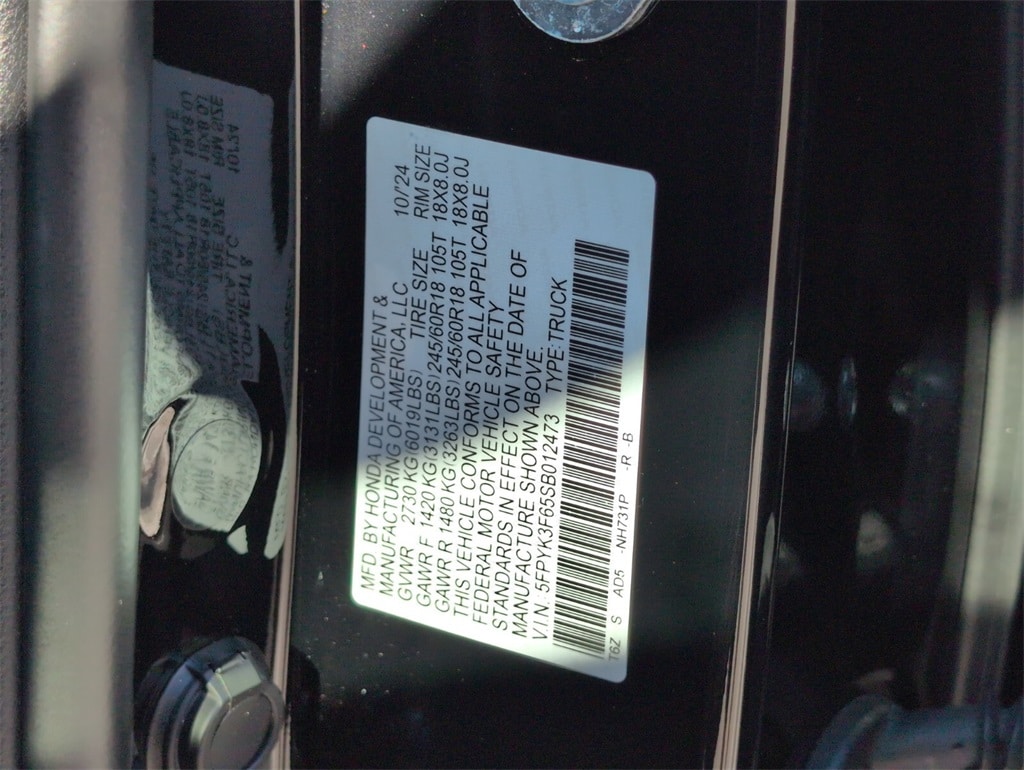 MFD BY HONDA DEVELOPMENT &
MANUFACTURING OF AMERICA, LLC 10/'24
GVWR 2730 KG (6019LBS) TIRE SIZE RIM SIZE
GAWR F 1420 KG (3131LBS) 245/60R18 105T 18X8.0J
GAWR R 1480 KG (3263LBS) 245/60R18 105T 18X8.0J
THIS VEHICLE CONFORMS TO ALL APPLICABLE
FEDERAL MOTOR VEHICLE SAFETY
STANDARDS IN EFFECT ON THE DATE OF
MANUFACTURE SHOWN ABOVE.
V.I.N.:5FPYK3F65SB012473 TYPE:TRUCK
T6Z S AD5 -NH731P -R -B